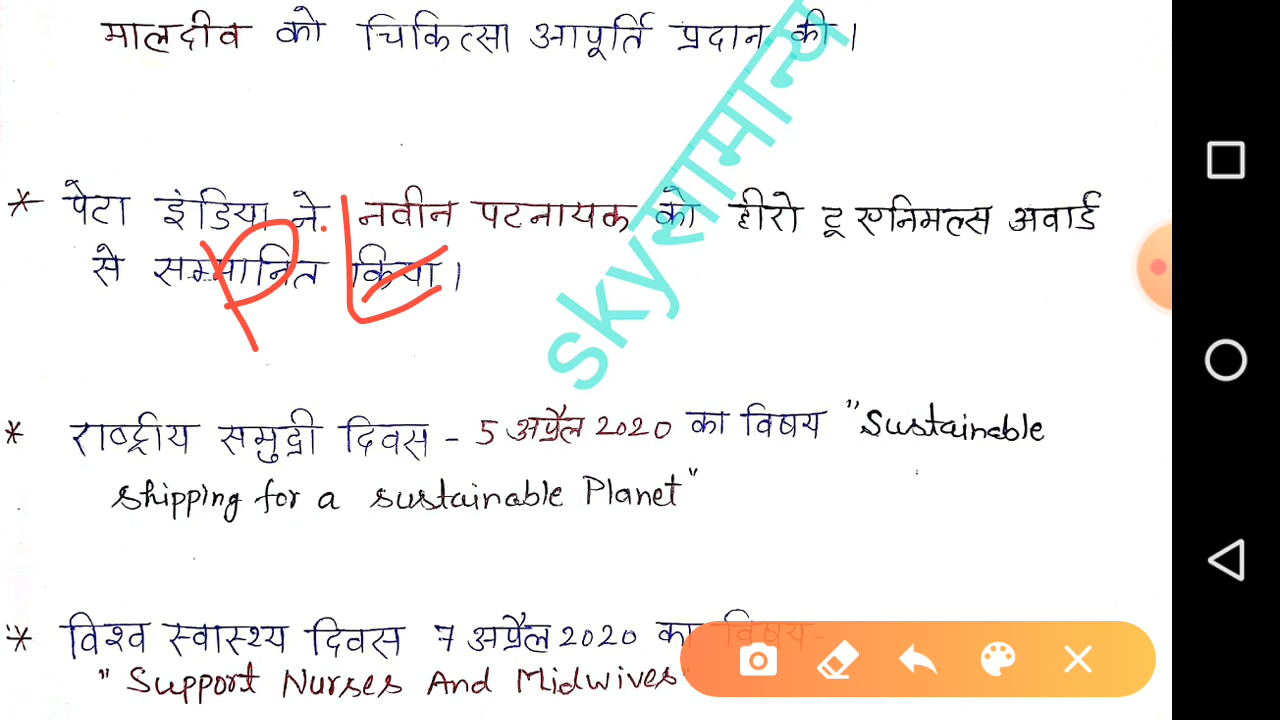 मालदीव को चिकित्सा आपूर्ति प्रदान की।
* पेटा इंडिया ने नवीन पटनायक को हीरो टू एनिमल्स अवार्ड
से सम्मानित किया।
P. L
skyसामान्य
* राष्ट्रीय समुद्री दिवस - 5 अप्रैल 2020 का विषय "Sustainable
shipping for a sustainable Planet"
* विश्व स्वास्थ्य दिवस 7 अप्रैल 2020 का विषय-
"Support Nurses And Midwives"